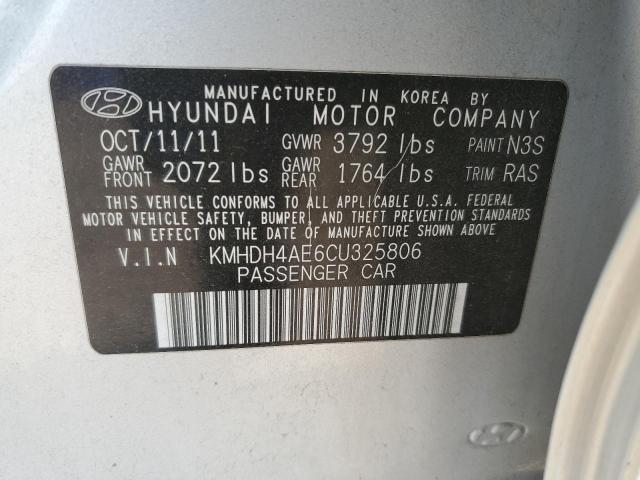 MANUFACTURED IN KOREA BY
HYUNDAI MOTOR COMPANY
OCT/11/11 GVWR 3792 lbs PAINT N3S
GAWR FRONT 2072 lbs GAWR REAR 1764 lbs TRIM RAS
THIS VEHICLE CONFORMS TO ALL APPLICABLE U.S.A. FEDERAL
MOTOR VEHICLE SAFETY, BUMPER, AND THEFT PREVENTION STANDARDS
IN EFFECT ON THE DATE OF MANUFACTURE SHOWN ABOVE
V.I.N KMHDH4AE6CU325806
PASSENGER CAR